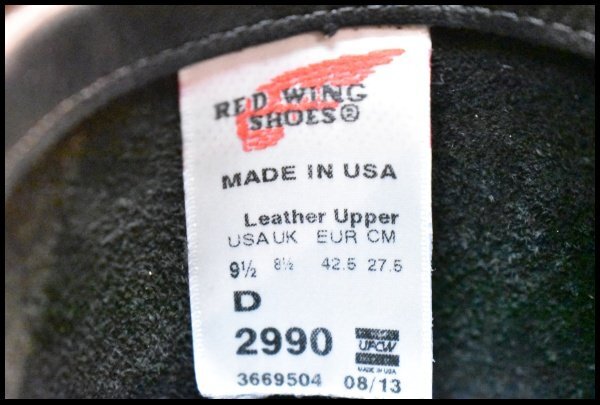 RED WING
SHOES®
MADE IN USA
Leather Upper
USA UK EUR CM
9½ 8½ 42.5 27.5
D
2990
UFCW
MADE IN USA
3669504 08/13